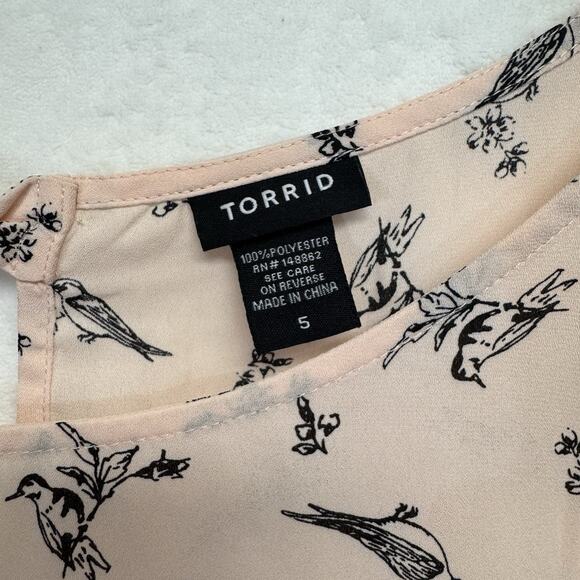 TORRID
100% POLYESTER
RN# 148862
SEE CARE
ON REVERSE
MADE IN CHINA
5